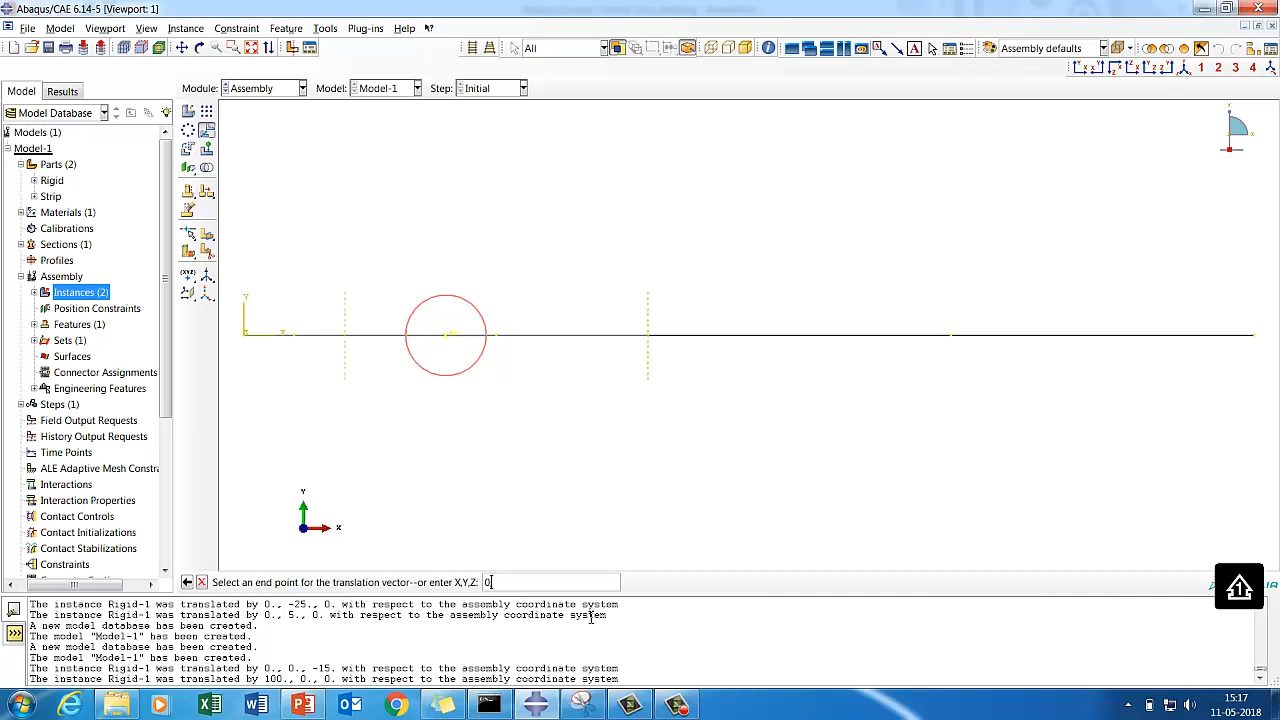 Abaqus/CAE 6.14-5 [Viewport: 1]
File Model Viewport View Instance Constraint Feature Tools Plug-ins Help
All
Assembly defaults
1 2 3 4
Model Results
Module: Assembly Model: Model-1 Step: Initial
Model Database
Models (1)
Model-1
Parts (2)
Rigid
Strip
Materials (1)
Calibrations
Sections (1)
Profiles
Assembly
Instances (2)
Position Constraints
Features (1)
Sets (1)
Surfaces
Connector Assignments
Engineering Features
Steps (1)
Field Output Requests
History Output Requests
Time Points
ALE Adaptive Mesh Constra
Interactions
Interaction Properties
Contact Controls
Contact Initializations
Contact Stabilizations
Constraints
Y
X
Y
X
Y
X
Select an end point for the translation vector--or enter X,Y,Z: 0
The instance Rigid-1 was translated by 0., -25., 0. with respect to the assembly coordinate system
The instance Rigid-1 was translated by 0., 5., 0. with respect to the assembly coordinate system
A new model database has been created.
The model "Model-1" has been created.
A new model database has been created.
The model "Model-1" has been created.
The instance Rigid-1 was translated by 0., 0., -15. with respect to the assembly coordinate system
The instance Rigid-1 was translated by 100., 0., 0. with respect to the assembly coordinate system
15:17
11-05-2018